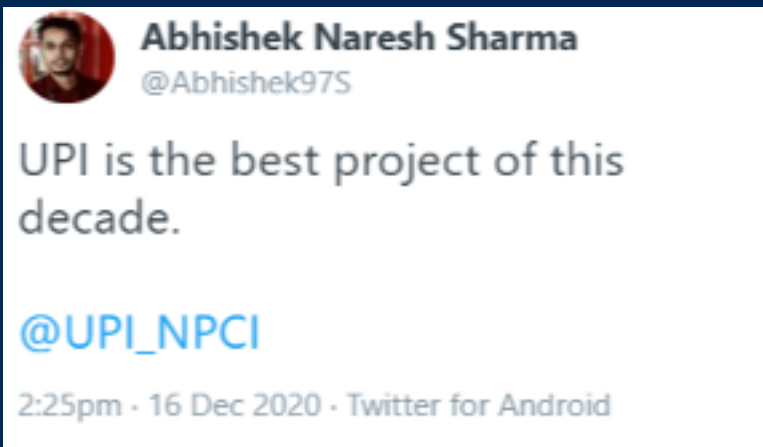 Abhishek Naresh Sharma
@Abhishek97S
UPI is the best project of this
decade.
@UPI_NPCI
2:25pm · 16 Dec 2020 · Twitter for Android